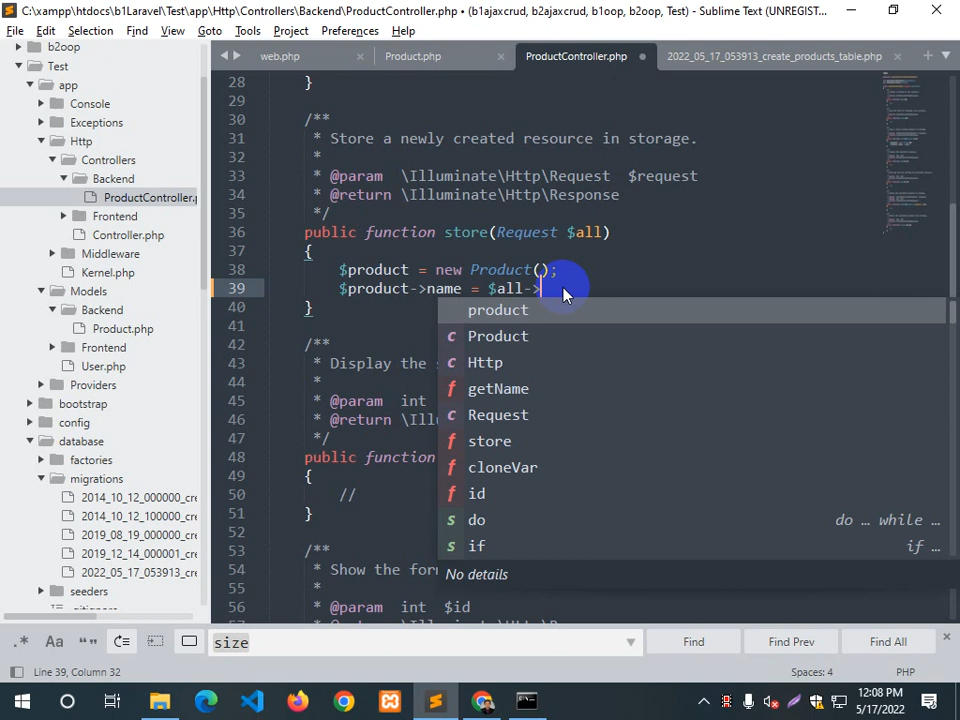 C:\xampp\htdocs\b1Laravel\Test\app\Http\Controllers\Backend\ProductController.php • (b1ajaxcrud, b2ajaxcrud, b1oop, b2oop, Test) - Sublime Text (UNREGIST...
File Edit Selection Find View Goto Tools Project Preferences Help
b2oop
Test
app
Console
Exceptions
Http
Controllers
Backend
ProductController.p
Frontend
Controller.php
Middleware
Kernel.php
Models
Backend
Product.php
Frontend
User.php
Providers
bootstrap
config
database
factories
migrations
2014_10_12_000000_cre
2014_10_12_100000_cre
2019_08_19_000000_cre
2019_12_14_000001_cre
2022_05_17_053913_cre
seeders
.gitignore
web.php × Product.php × ProductController.php • 2022_05_17_053913_create_products_table.php ×
28 }
29
30 /**
31 * Store a newly created resource in storage.
32 *
33 * @param \Illuminate\Http\Request $request
34 * @return \Illuminate\Http\Response
35 */
36 public function store(Request $all)
37 {
38 $product = new Product();
39 $product->name = $all->
40 }
41
42 /**
43 * Display the s
44 *
45 * @param int
46 * @return \Il
47 */
48 public function
49 {
50 //
51 }
52
53 /**
54 * Show the for
55 *
56 * @param int $id
57
product
c Product
c Http
f getName
c Request
f store
f cloneVar
f id
s do do … while …
s if if …
No details
.* Aa “” size Find Find Prev Find All ×
Line 39, Column 32 Spaces: 4 PHP
12:08 PM
5/17/2022